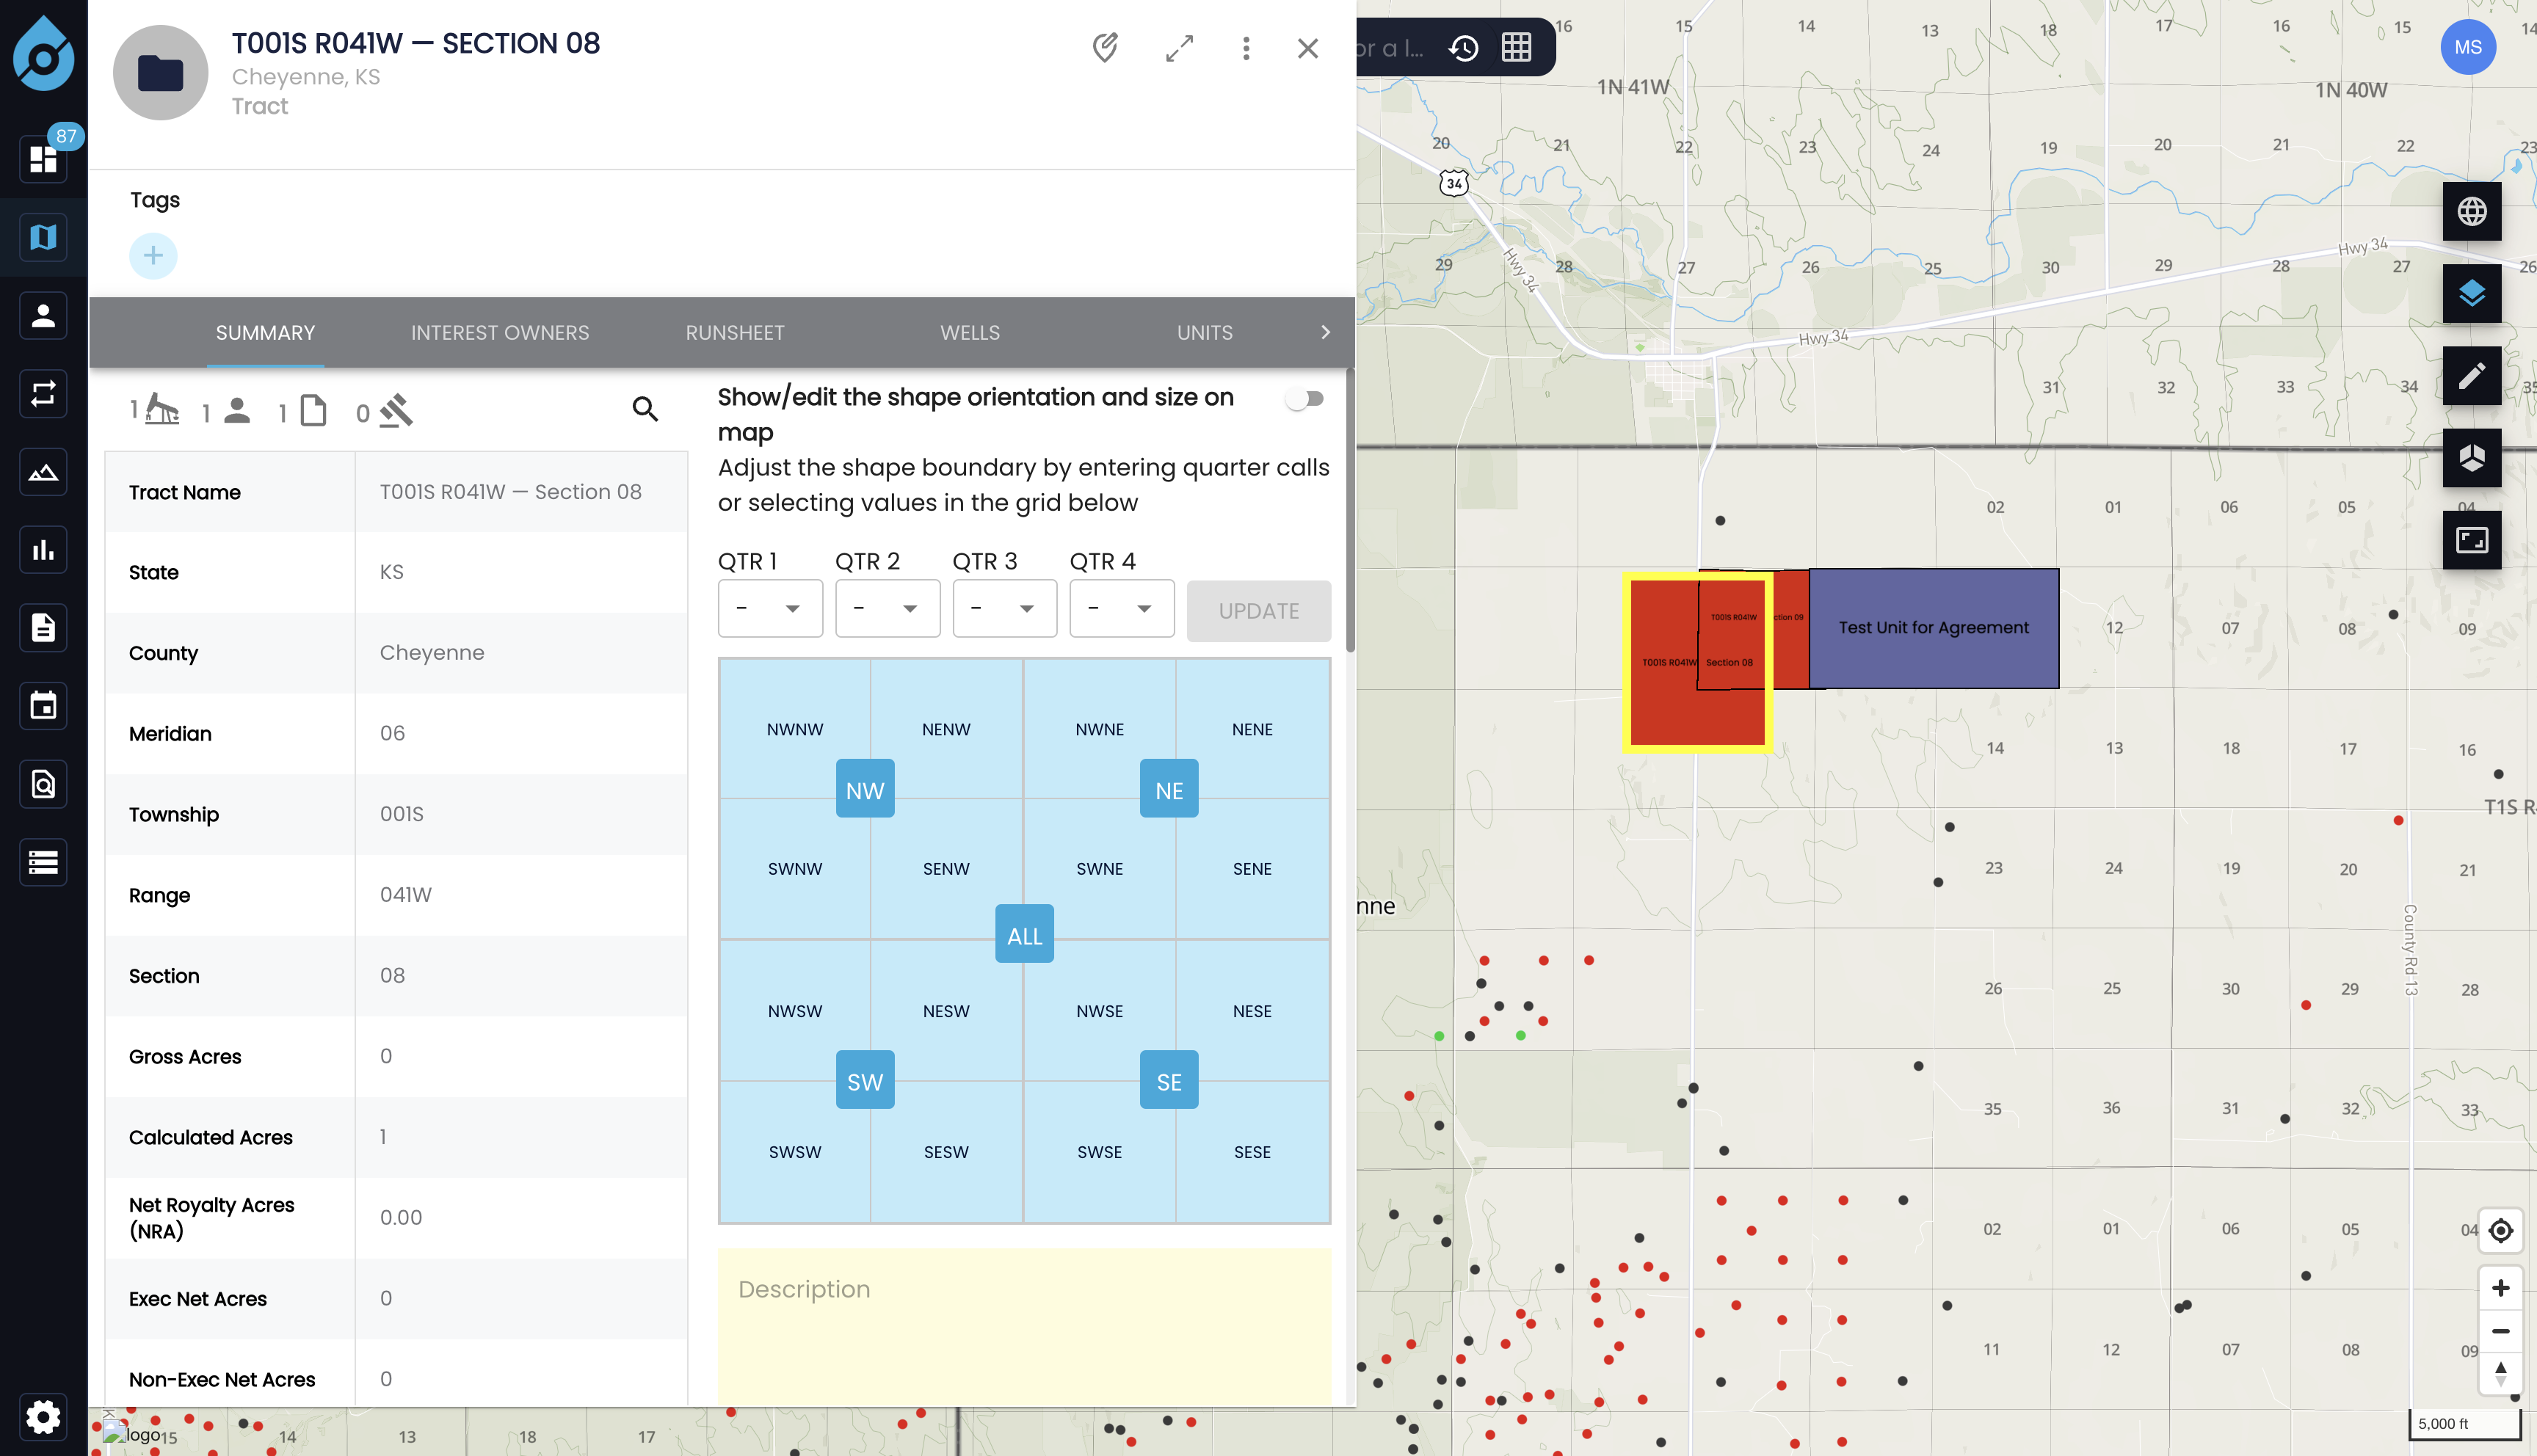 T001S R041W — SECTION 08
Cheyenne, KS
Tract
87
Tags
SUMMARY
INTEREST OWNERS
RUNSHEET
WELLS
UNITS
1
1
1
0
Tract Name
T001S R041W — Section 08
State
KS
County
Cheyenne
Meridian
06
Township
001S
Range
041W
Section
08
Gross Acres
0
Calculated Acres
1
Net Royalty Acres
(NRA)
0.00
Exec Net Acres
0
Non-Exec Net Acres
0
Show/edit the shape orientation and size on
map
Adjust the shape boundary by entering quarter calls
or selecting values in the grid below
QTR 1
QTR 2
QTR 3
QTR 4
-
-
-
-
UPDATE
NWNW
NENW
NWNE
NENE
NW
NE
SWNW
SENW
SWNE
SENE
ALL
NWSW
NESW
NWSE
NESE
SW
SE
SWSW
SESW
SWSE
SESE
Description
or a l...
MS
16 15 14 13 18 17 16 15 14
1N 41W
1N 40W
20 21 22 23 24 19 20 21 22 23
34
Hwy 34
Hwy 34
Hwy 34
29 28 27 26 25 30 29 28 27 26
31 32 33 34 35
02 01 06 05 04
T001S R041W
ction 09
T001S R041W
Section 08
Test Unit for Agreement
12 07 08 09
14 13 18 17 16
T1S R
23 24 19 20 21
nne
County Rd 13
26 25 30 29 28
35 36 31 32 33
02 01 06 05 04
11 12 07 08 09
5,000 ft
logo
15 14 13 18 17